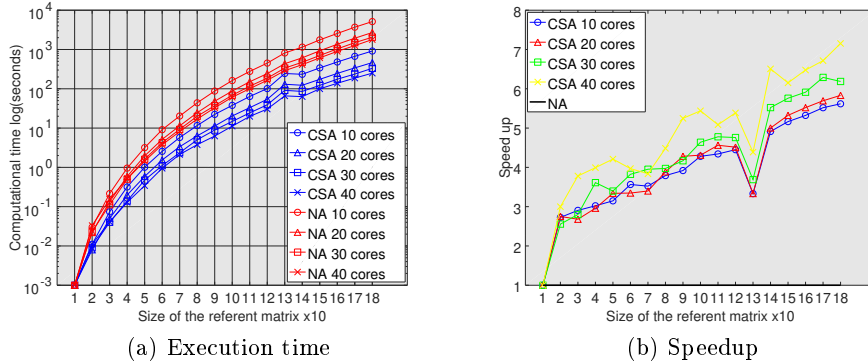 10^4
10^3
10^2
10^1
10^0
10^-1
10^-2
10^-3
Computational time log(seconds)
CSA 10 cores
CSA 20 cores
CSA 30 cores
CSA 40 cores
NA 10 cores
NA 20 cores
NA 30 cores
NA 40 cores
1 2 3 4 5 6 7 8 9 10 11 12 13 14 15 16 17 18
Size of the referent matrix x10
(a) Execution time
8
7
6
5
4
3
2
1
Speed up
CSA 10 cores
CSA 20 cores
CSA 30 cores
CSA 40 cores
NA
1 2 3 4 5 6 7 8 9 10 11 12 13 14 15 16 17 18
Size of the referent matrix x10
(b) Speedup